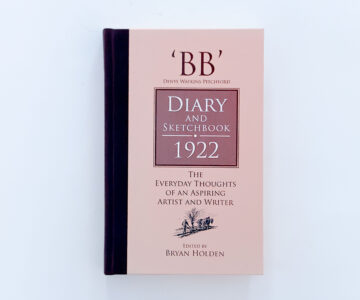 'BB'
Denys Watkins-Pitchford
Diary
and
Sketchbook
1922
The
Everyday Thoughts
of an Aspiring
Artist and Writer
Edited by
Bryan Holden